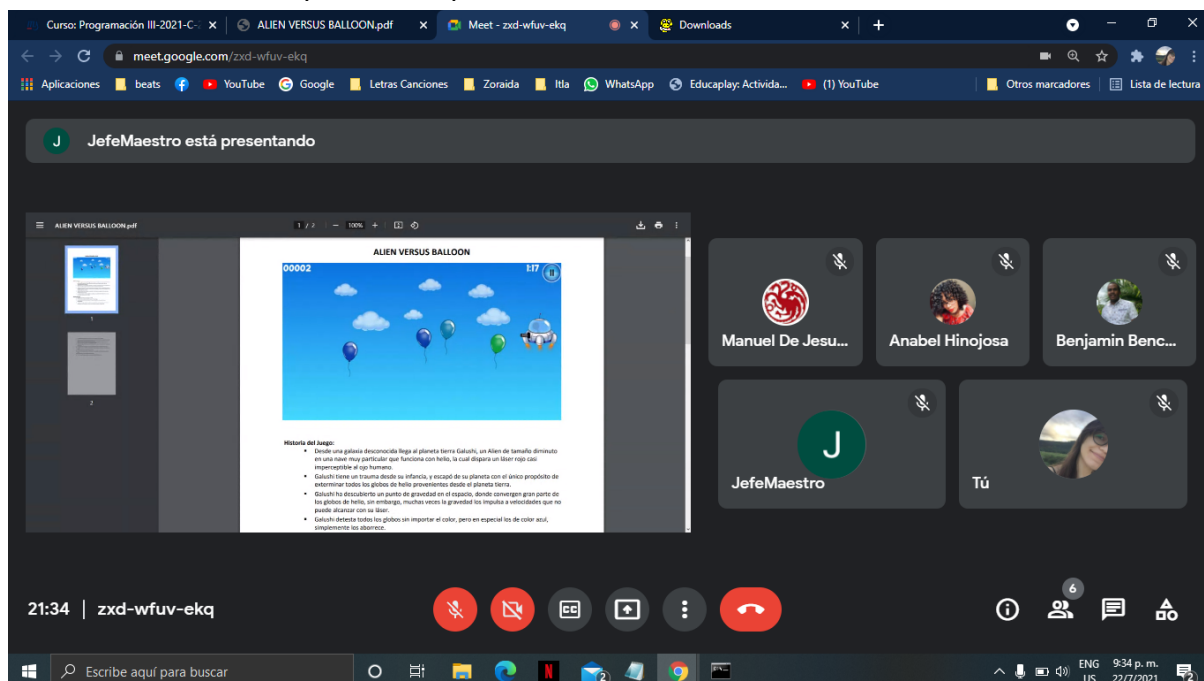 Curso: Programación III-2021-C-
ALIEN VERSUS BALLOON.pdf
Meet - zxd-wfuv-ekq
Downloads
meet.google.com/zxd-wfuv-ekq
Aplicaciones
beats
YouTube
Google
Letras Canciones
Zoraida
Itla
WhatsApp
Educaplay: Activida...
(1) YouTube
Otros marcadores
Lista de lectura
J
JefeMaestro está presentando
ALIEN VERSUS BALLOON.pdf
1 / 2
100%
1
2
ALIEN VERSUS BALLOON
00002
1:17
Historia del Juego:
Desde una galaxia desconocida llega al planeta tierra Galushi, un Alien de tamaño diminuto
en una nave muy particular que funciona con helio, la cual dispara un láser rojo casi
imperceptible al ojo humano.
Galushi tiene un trauma desde su infancia, y escapó de su planeta con el único propósito de
exterminar todos los globos de helio provenientes desde el planeta tierra.
Galushi ha descubierto un punto de gravedad en el espacio, donde convergen gran parte de
los globos de helio, sin embargo, muchas veces la gravedad los impulsa a velocidades que no
puede alcanzar con su láser.
Galushi detesta todos los globos sin importar el color, pero en especial los de color azul,
simplemente los aborrece.
Manuel De Jesu...
Anabel Hinojosa
Benjamin Benc...
J
JefeMaestro
Tú
21:34 | zxd-wfuv-ekq
CC
6
Escribe aquí para buscar
N
2
ENG
US
9:34 p. m.
22/7/2021
2